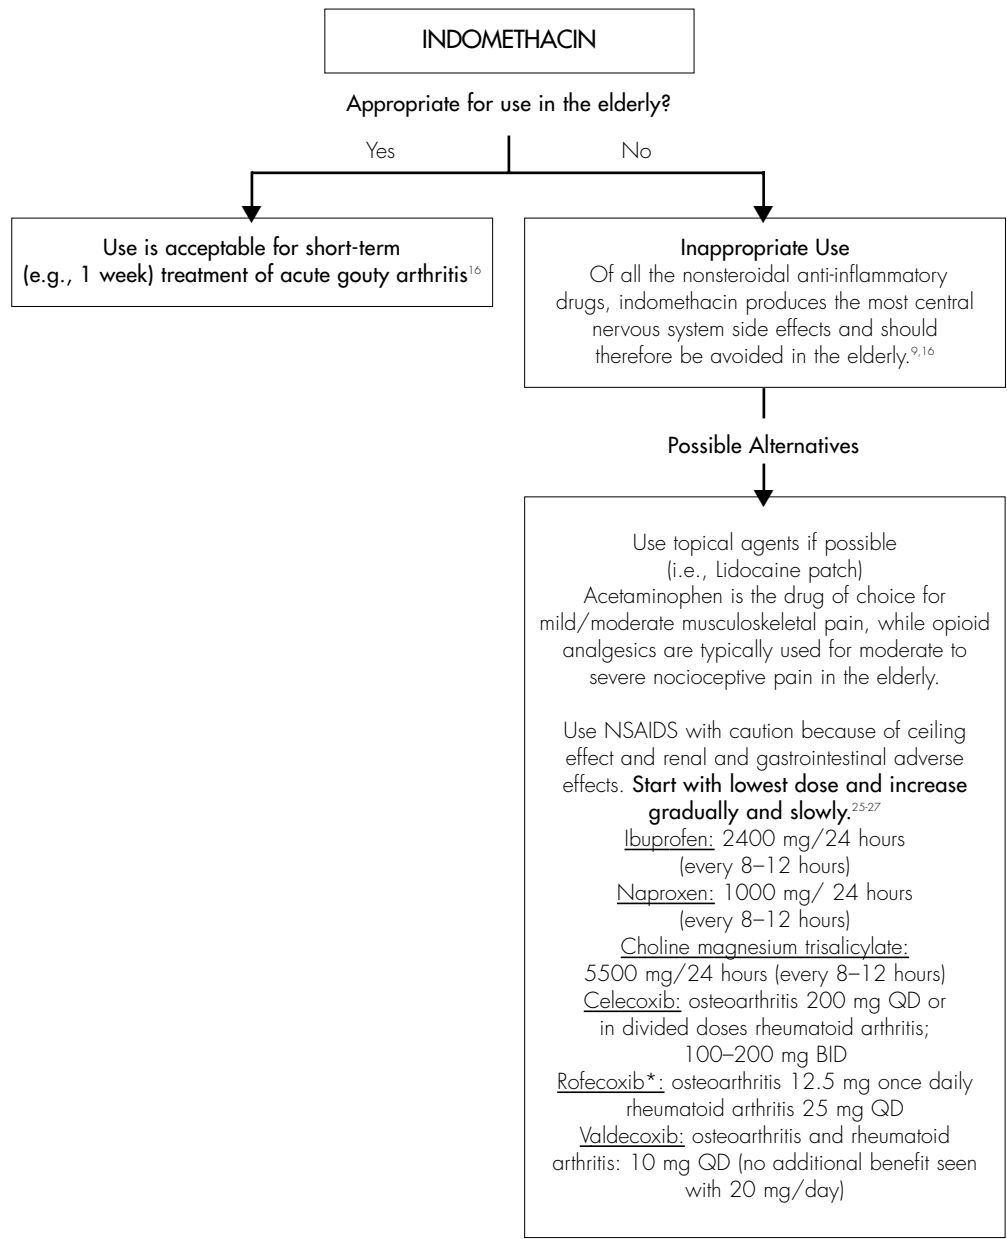 INDOMETHACIN
Appropriate for use in the elderly?
Yes
No
Use is acceptable for short-term
(e.g., 1 week) treatment of acute gouty arthritis16
Inappropriate Use
Of all the nonsteroidal anti-inflammatory
drugs, indomethacin produces the most central
nervous system side effects and should
therefore be avoided in the elderly.9,16
Possible Alternatives
Use topical agents if possible
(i.e., Lidocaine patch)
Acetaminophen is the drug of choice for
mild/moderate musculoskeletal pain, while opioid
analgesics are typically used for moderate to
severe nocioceptive pain in the elderly.
Use NSAIDS with caution because of ceiling
effect and renal and gastrointestinal adverse
effects. Start with lowest dose and increase
gradually and slowly.25-27
Ibuprofen: 2400 mg/24 hours
(every 8–12 hours)
Naproxen: 1000 mg/ 24 hours
(every 8–12 hours)
Choline magnesium trisalicylate:
5500 mg/24 hours (every 8–12 hours)
Celecoxib: osteoarthritis 200 mg QD or
in divided doses rheumatoid arthritis;
100–200 mg BID
Rofecoxib*: osteoarthritis 12.5 mg once daily
rheumatoid arthritis 25 mg QD
Valdecoxib: osteoarthritis and rheumatoid
arthritis: 10 mg QD (no additional benefit seen
with 20 mg/day)